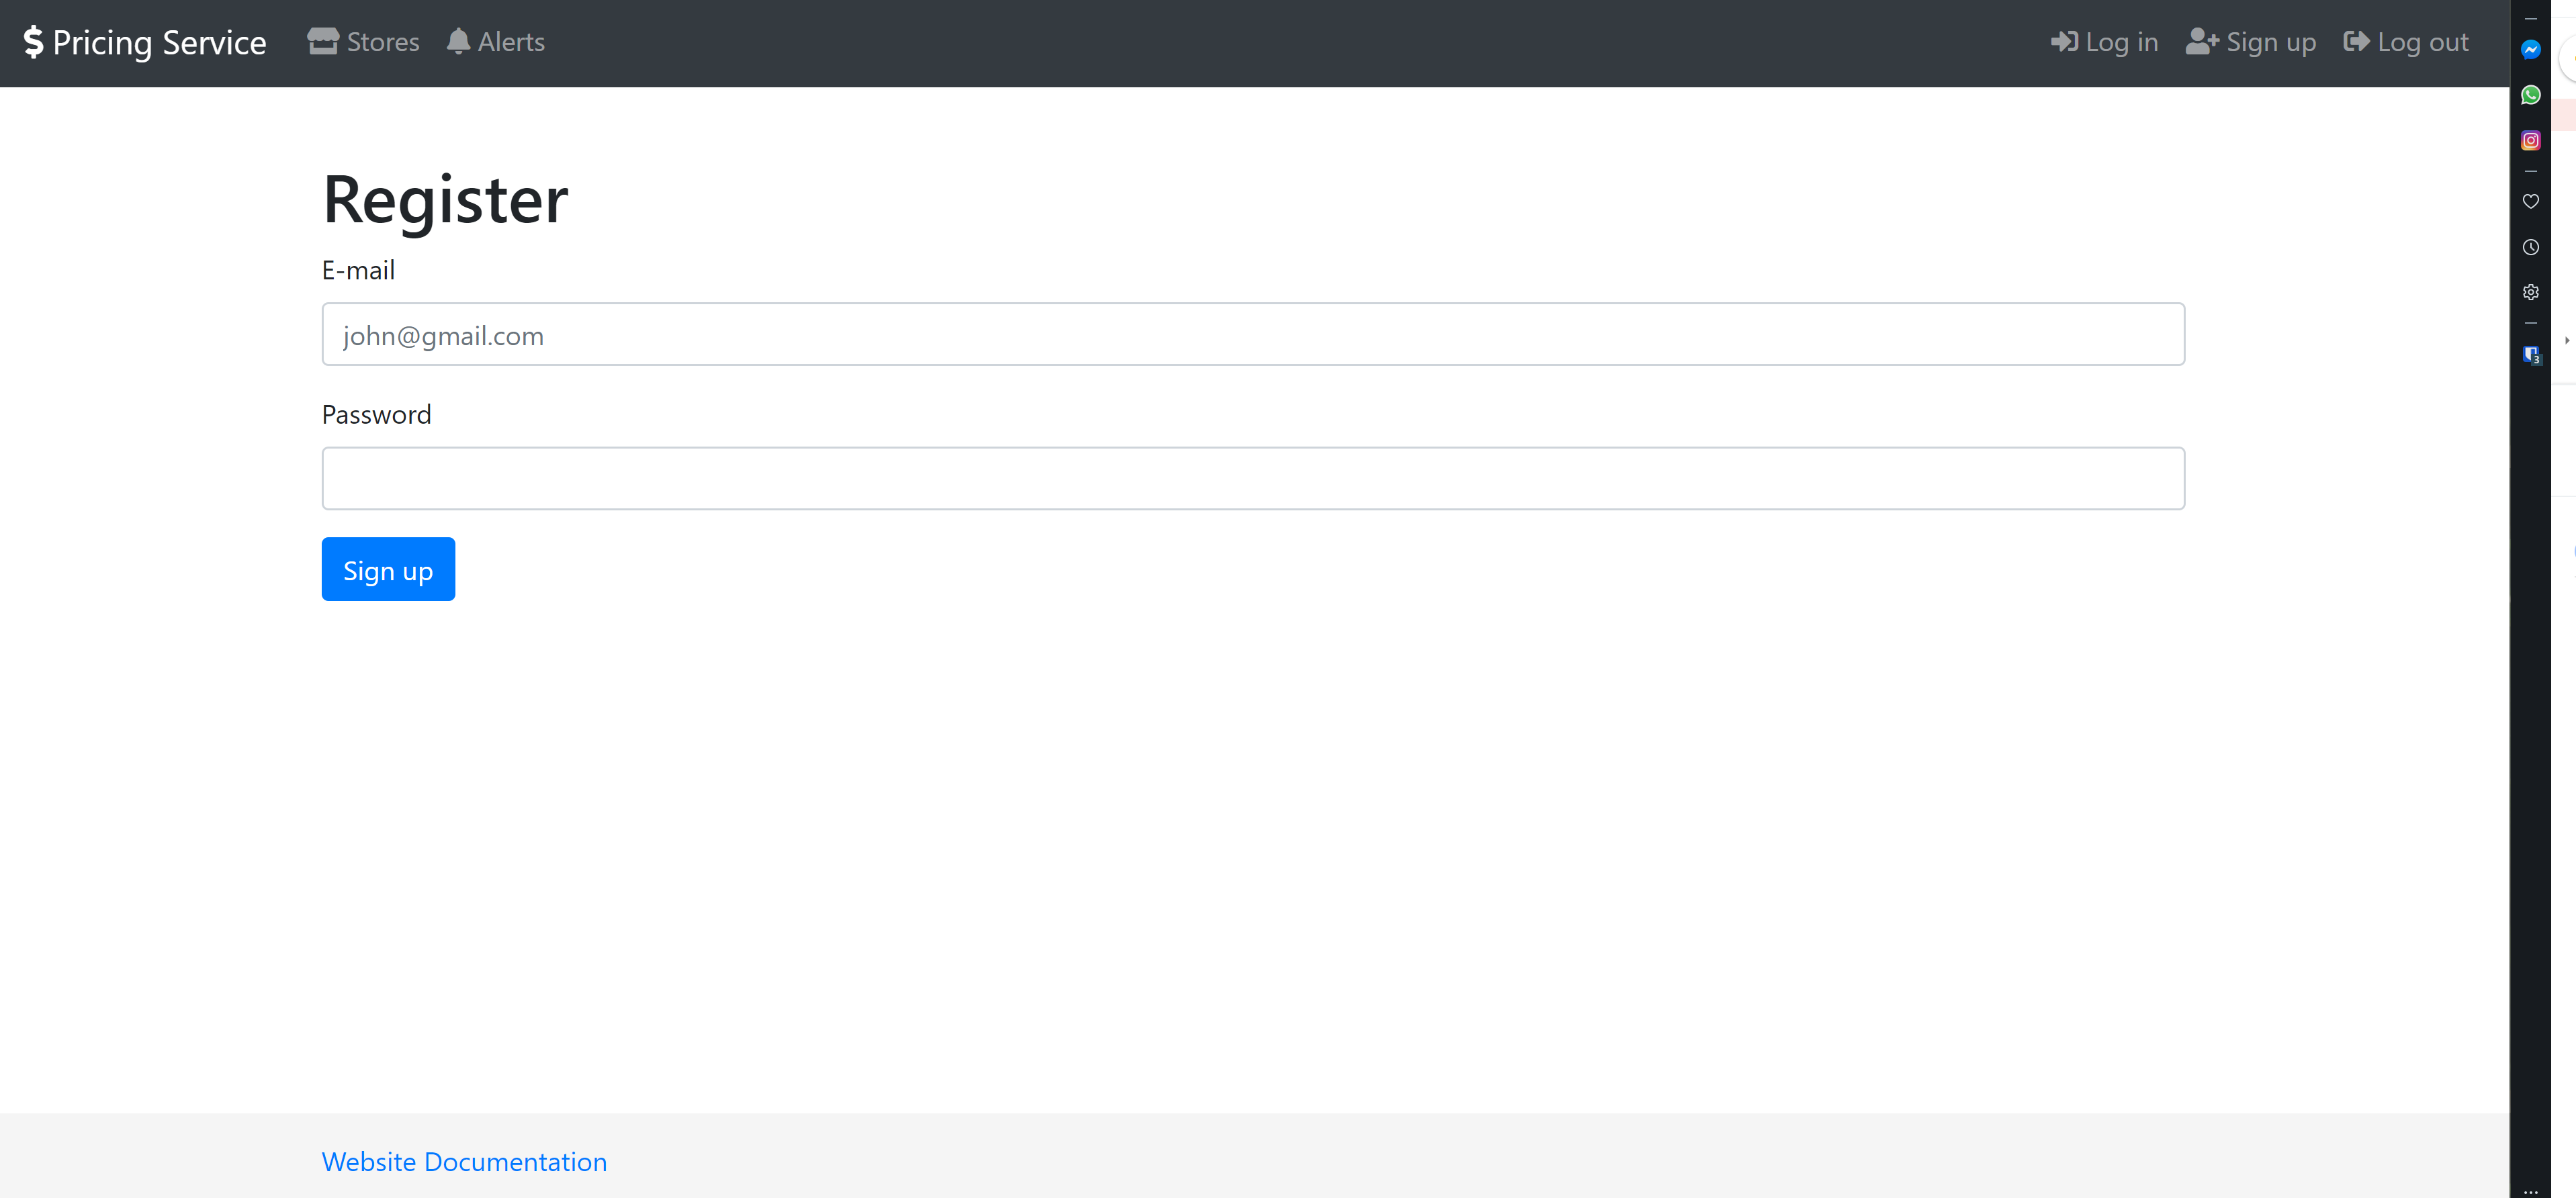 $ Pricing Service Stores Alerts Log in Sign up Log out
Register
E-mail
john@gmail.com
Password
Sign up
Website Documentation
3